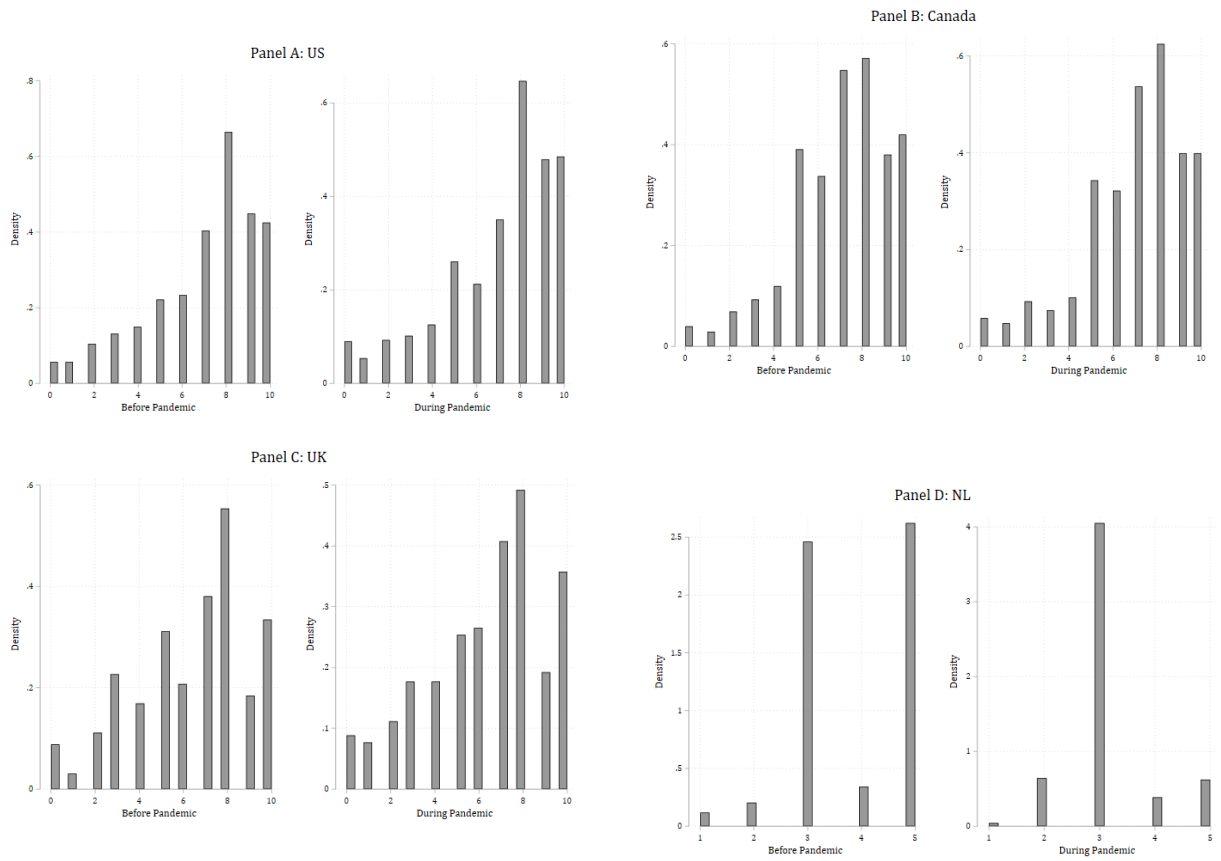 Panel A: US
.8
.6
.4
.2
0
Density
0 2 4 6 8 10
Before Pandemic
.6
.4
.2
0
Density
0 2 4 6 8 10
During Pandemic
Panel B: Canada
.6
.4
.2
0
Density
0 2 4 6 8 10
Before Pandemic
.6
.4
.2
0
Density
0 2 4 6 8 10
During Pandemic
Panel C: UK
.6
.4
.2
0
Density
0 2 4 6 8 10
Before Pandemic
.5
.4
.3
.2
.1
0
Density
0 2 4 6 8 10
During Pandemic
Panel D: NL
2.5
2
1.5
1
.5
0
Density
1 2 3 4 5
Before Pandemic
4
3
2
1
0
Density
1 2 3 4 5
During Pandemic